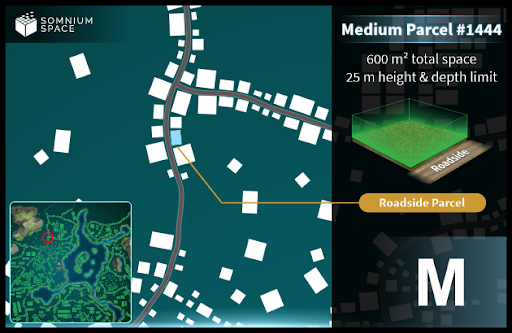 SOMNIUM
SPACE
Medium Parcel #1444
600 m² total space
25 m height & depth limit
Roadside
Roadside Parcel
M